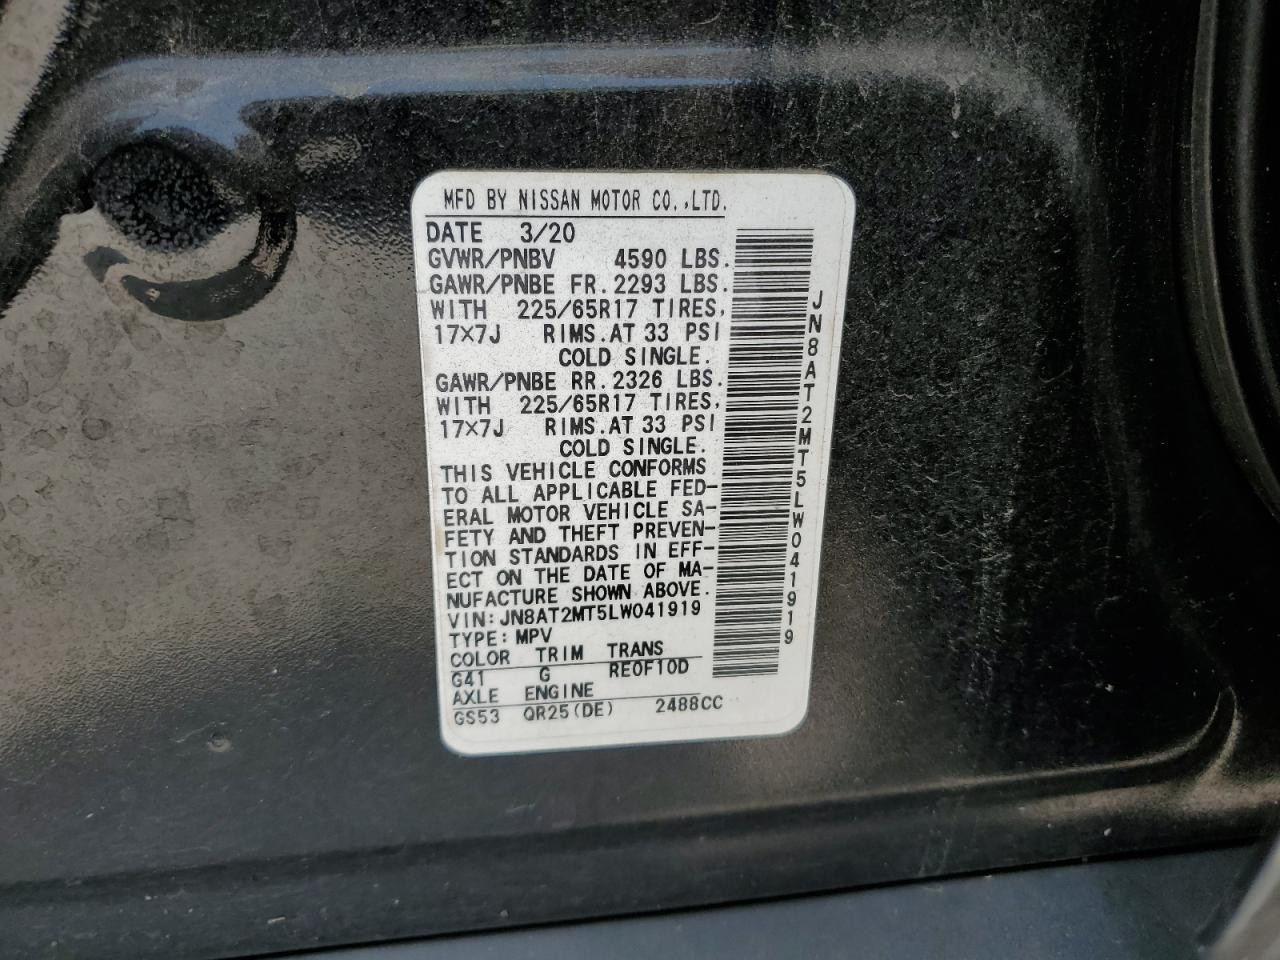 MFD BY NISSAN MOTOR CO.,LTD.
DATE 3/20
GVWR/PNBV 4590 LBS.
GAWR/PNBE FR. 2293 LBS.
WITH 225/65R17 TIRES,
17×7J RIMS.AT 33 PSI
COLD SINGLE.
GAWR/PNBE RR. 2326 LBS.
WITH 225/65R17 TIRES,
17×7J RIMS.AT 33 PSI
COLD SINGLE.
THIS VEHICLE CONFORMS
TO ALL APPLICABLE FED-
ERAL MOTOR VEHICLE SA-
FETY AND THEFT PREVEN-
TION STANDARDS IN EFF-
ECT ON THE DATE OF MA-
NUFACTURE SHOWN ABOVE.
VIN: JN8AT2MT5LW041919
TYPE: MPV
COLOR TRIM TRANS
G41 G RE0F10D
AXLE ENGINE
GS53 QR25(DE) 2488CC
JN8AT2MT5LW041919